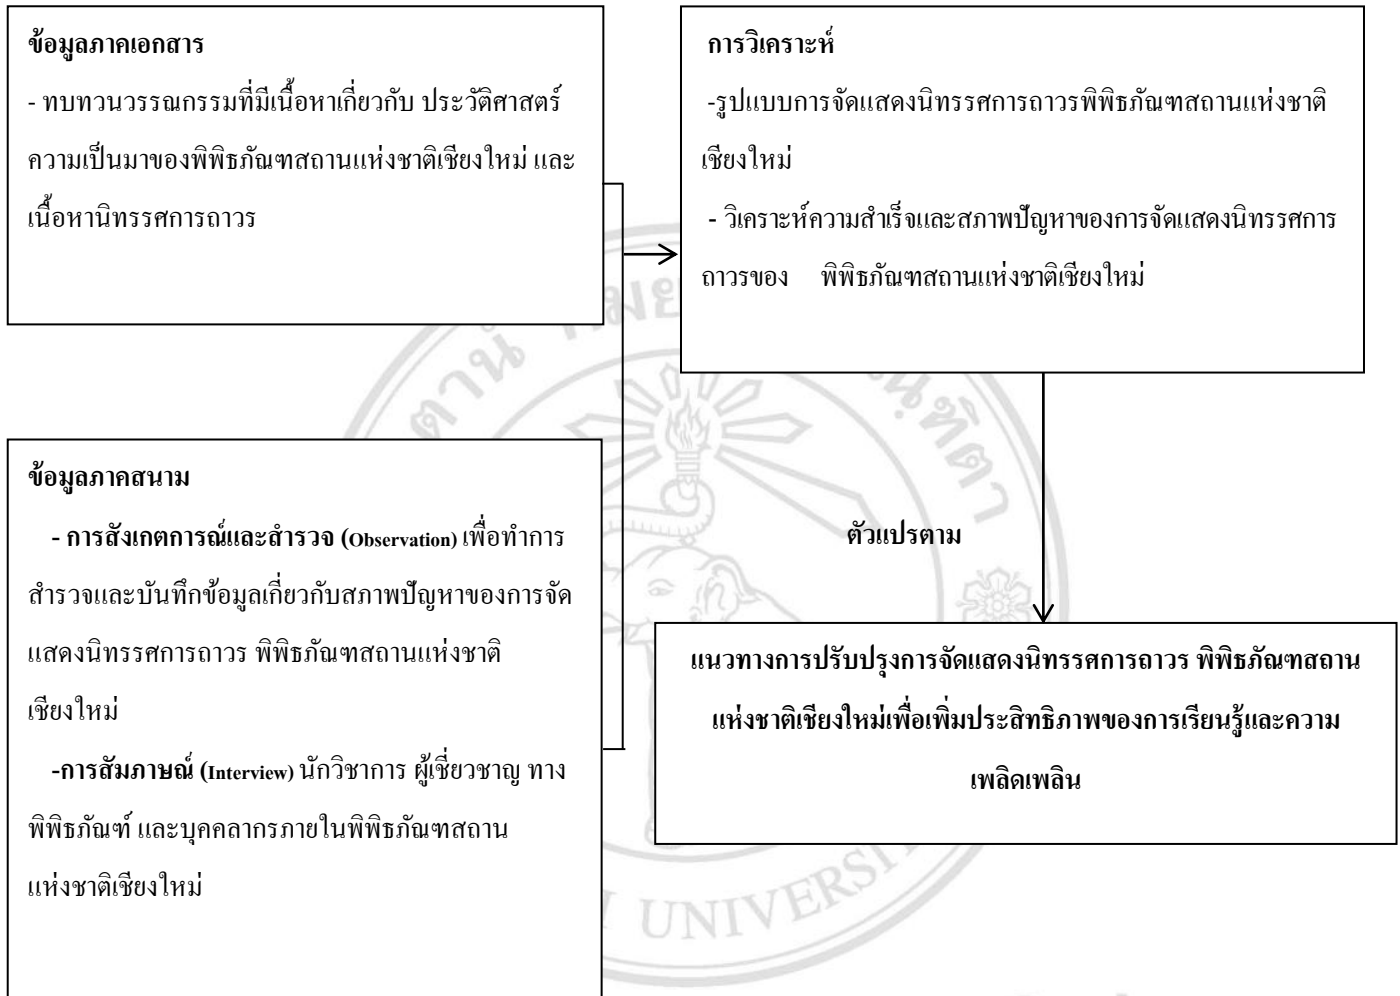 ข้อมูลภาคเอกสาร
- ทบทวนวรรณกรรมที่มีเนื้อหาเกี่ยวกับ ประวัติศาสตร์
ความเป็นมาของพิพิธภัณฑสถานแห่งชาติเชียงใหม่ และ
เนื้อหานิทรรศการถาวร
การวิเคราะห์
-รูปแบบการจัดแสดงนิทรรศการถาวรพิพิธภัณฑสถานแห่งชาติ
เชียงใหม่
- วิเคราะห์ความสำเร็จและสภาพปัญหาของการจัดแสดงนิทรรศการ
ถาวรของ พิพิธภัณฑสถานแห่งชาติเชียงใหม่
ข้อมูลภาคสนาม
- การสังเกตการณ์และสำรวจ (Observation) เพื่อทำการ
สำรวจและบันทึกข้อมูลเกี่ยวกับสภาพปัญหาของการจัด
แสดงนิทรรศการถาวร พิพิธภัณฑสถานแห่งชาติ
เชียงใหม่
-การสัมภาษณ์ (Interview) นักวิชาการ ผู้เชี่ยวชาญ ทาง
พิพิธภัณฑ์ และบุคคลากรภายในพิพิธภัณฑสถาน
แห่งชาติเชียงใหม่
ตัวแปรตาม
แนวทางการปรับปรุงการจัดแสดงนิทรรศการถาวร พิพิธภัณฑสถาน
แห่งชาติเชียงใหม่เพื่อเพิ่มประสิทธิภาพของการเรียนรู้และความ
เพลิดเพลิน